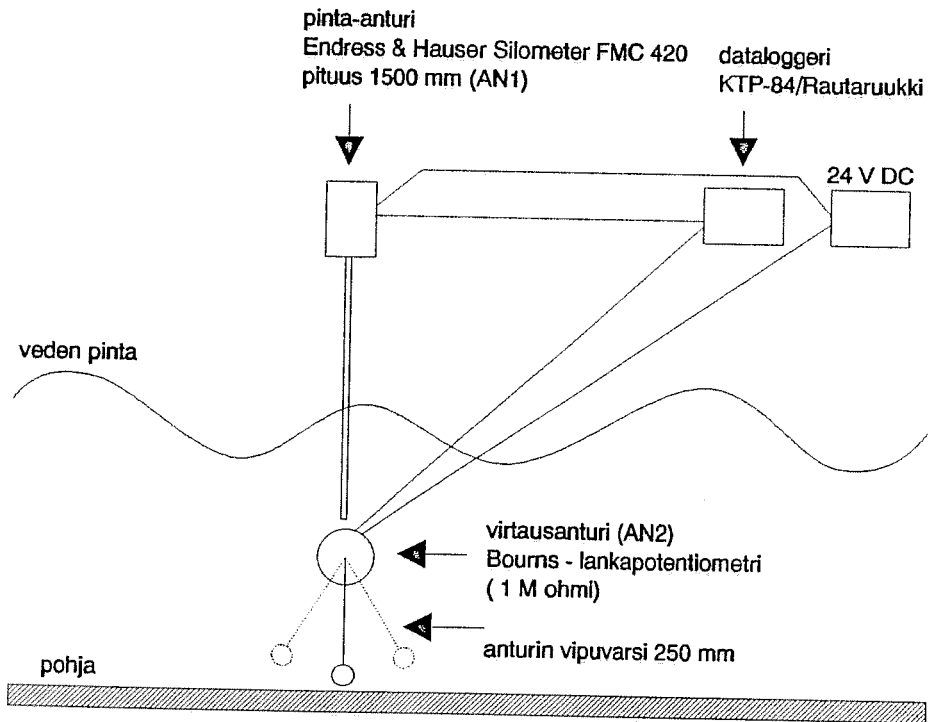 pinta-anturi
Endress & Hauser Silometer FMC 420
pituus 1500 mm (AN1)
dataloggeri
KTP-84/Rautaruukki
24 V DC
veden pinta
virtausanturi (AN2)
Bourns - lankapotentiometri
( 1 M ohmi)
anturin vipuvarsi 250 mm
pohja